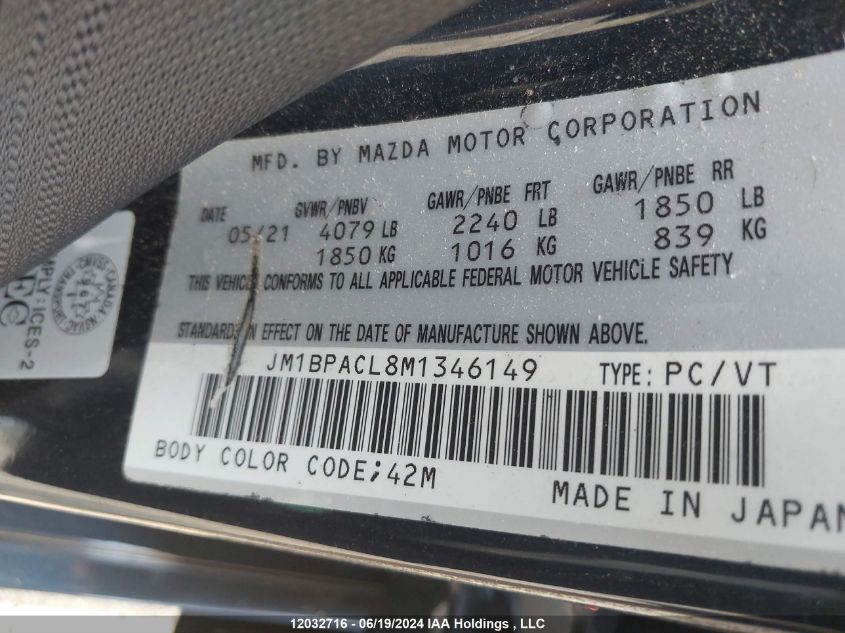 MFD. BY MAZDA MOTOR CORPORATION
DATE GVWR/PNBV GAWR/PNBE FRT GAWR/PNBE RR
05/21 4079 LB 2240 LB 1850 LB
1850 KG 1016 KG 839 KG
THIS VEHICLE CONFORMS TO ALL APPLICABLE FEDERAL MOTOR VEHICLE SAFETY
STANDARDS IN EFFECT ON THE DATE OF MANUFACTURE SHOWN ABOVE.
JM1BPACL8M1346149 TYPE: PC/VT
BODY COLOR CODE;42M
MADE IN JAPAN
MPLY: ICES-2
CANADA
TRANSPORT
12032716 - 06/19/2024 IAA Holdings , LLC